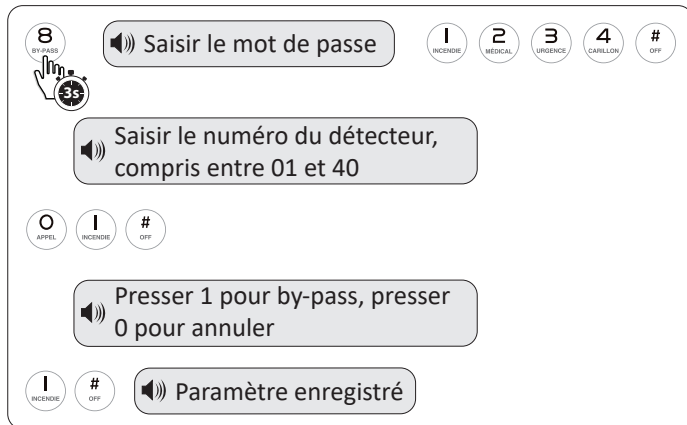 8
BY-PASS
3s
Saisir le mot de passe
1
INCENDIE
2
MÉDICAL
3
URGENCE
4
CARILLON
#
OFF
Saisir le numéro du détecteur,
compris entre 01 et 40
0
APPEL
1
INCENDIE
#
OFF
Presser 1 pour by-pass, presser
0 pour annuler
1
INCENDIE
#
OFF
Paramètre enregistré